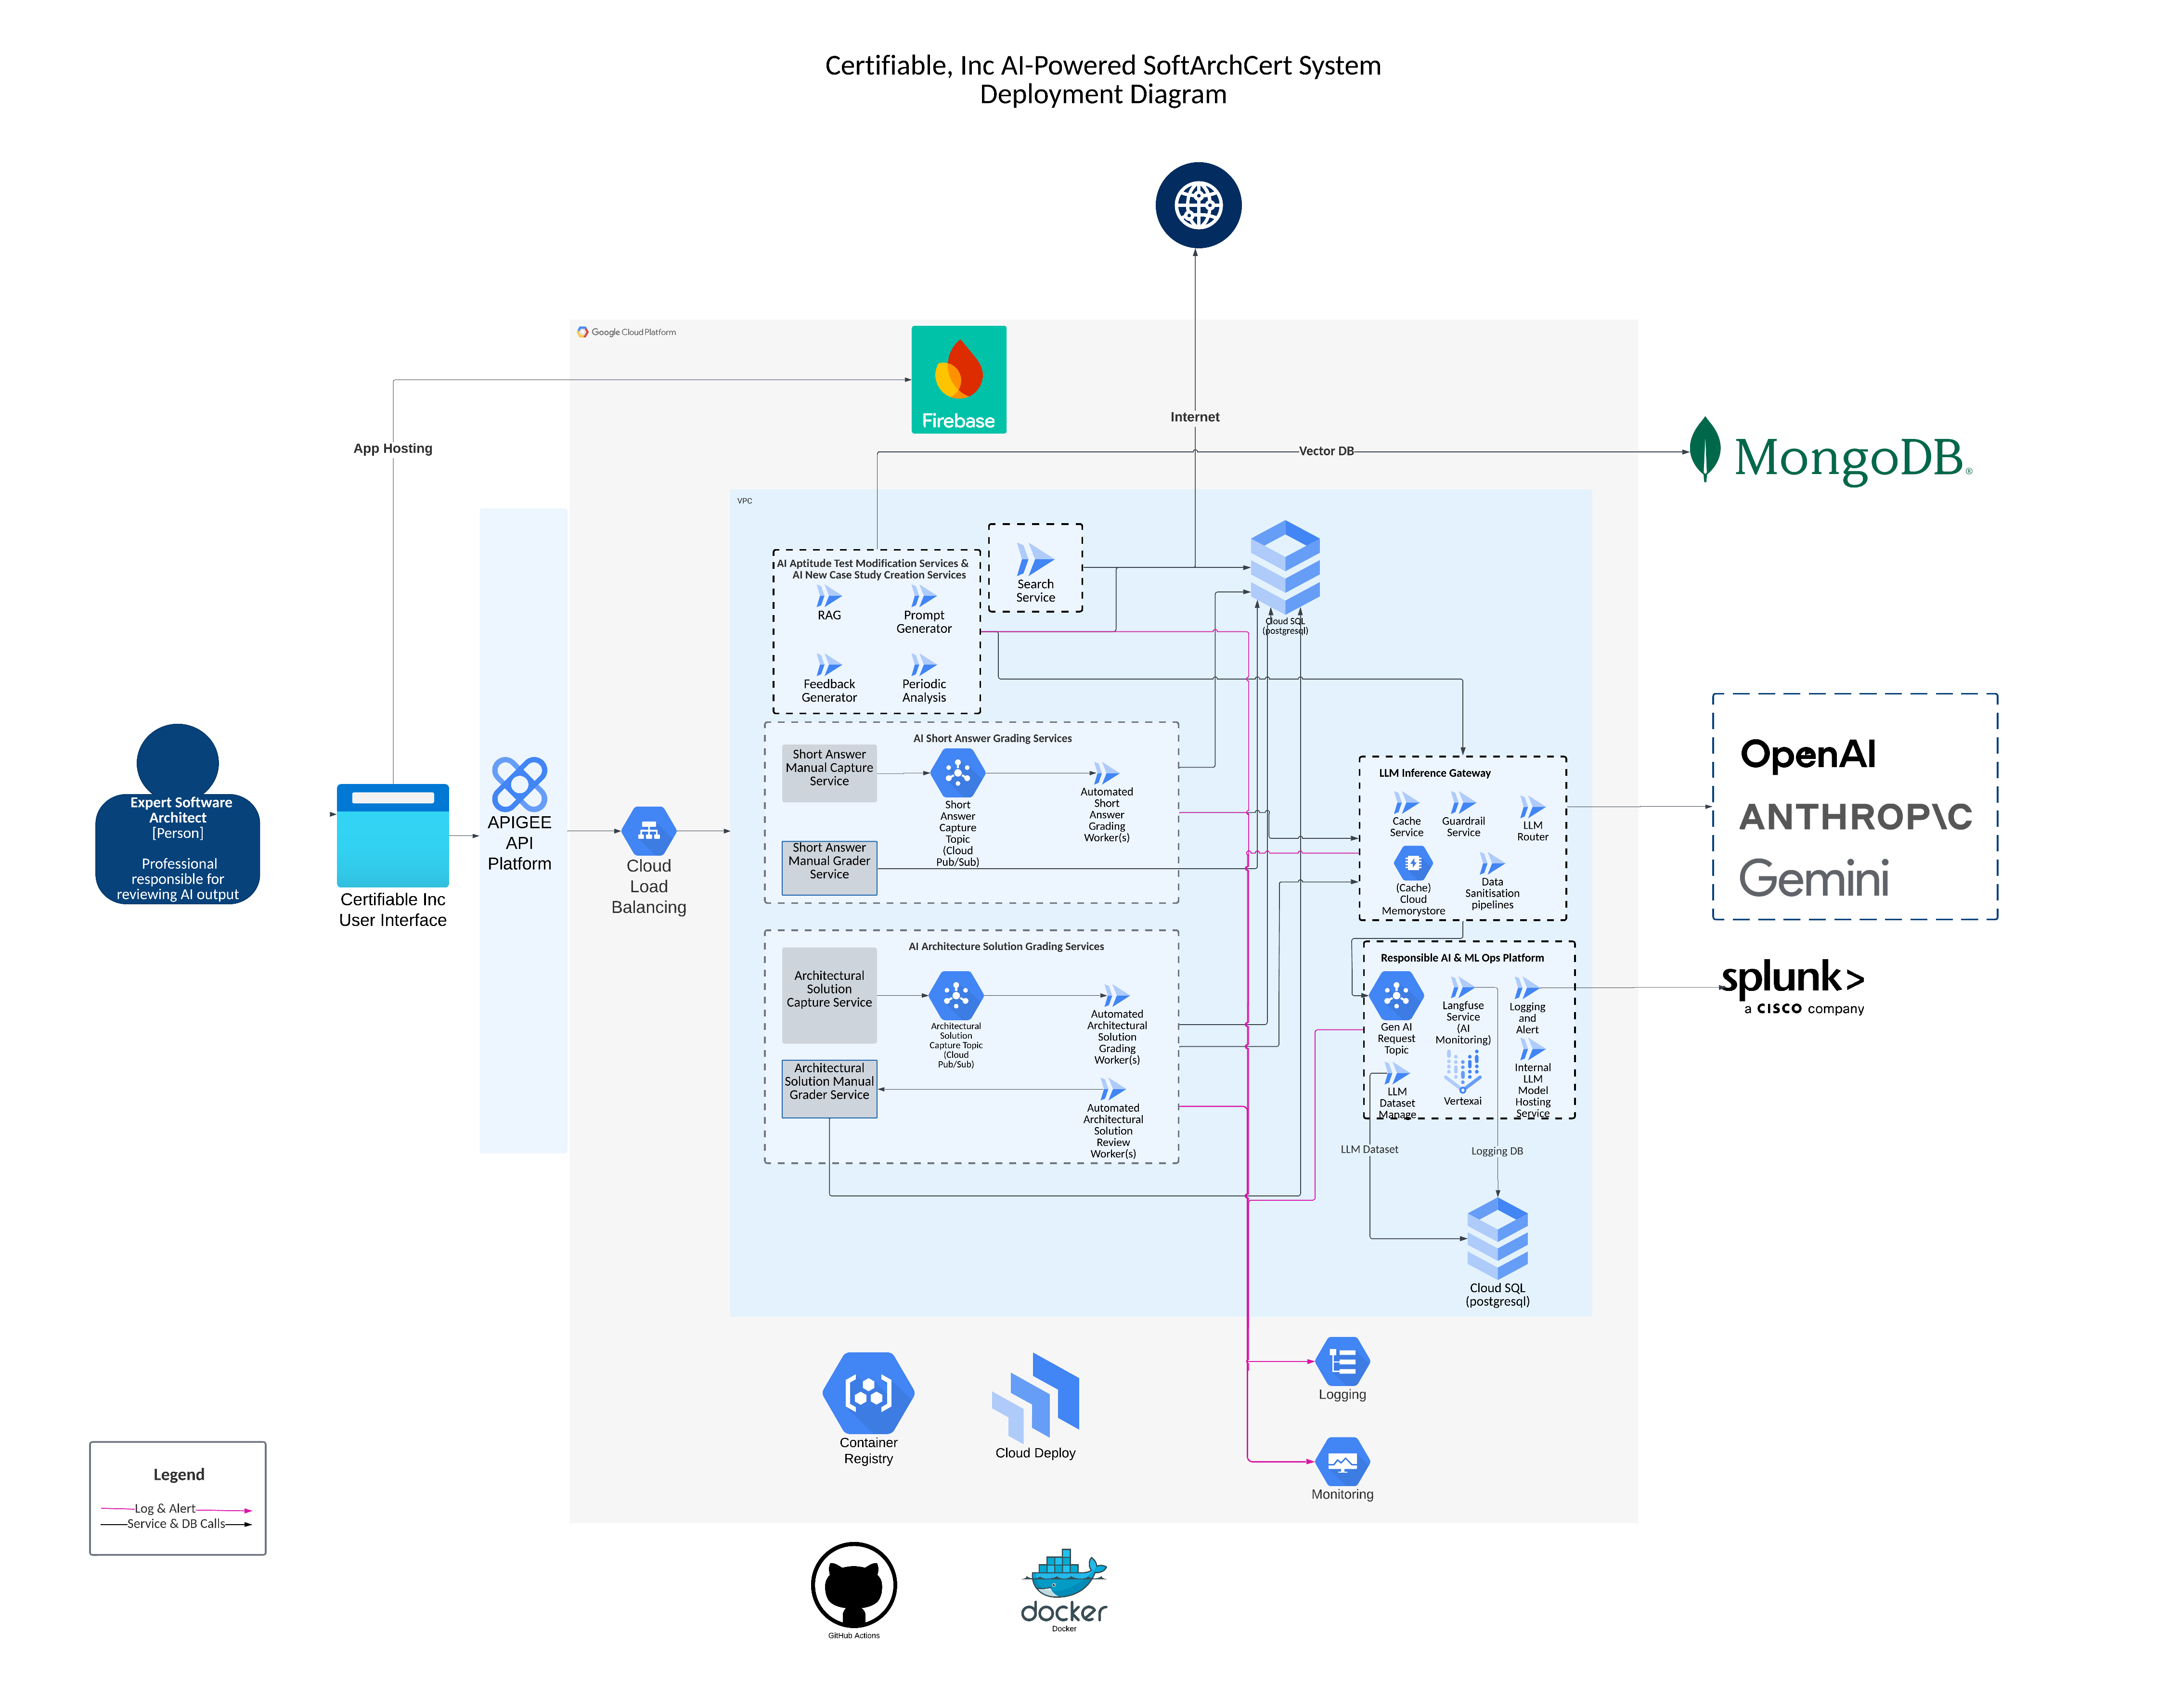 Certifiable, Inc AI-Powered SoftArchCert System
Deployment Diagram
Google Cloud Platform
Firebase
App Hosting
Internet
Vector DB
MongoDB®
VPC
AI Aptitude Test Modification Services &
AI New Case Study Creation Services
RAG
Prompt
Generator
Feedback
Generator
Periodic
Analysis
Search
Service
Cloud SQL
(postgresql)
AI Short Answer Grading Services
Short Answer
Manual Capture
Service
Short
Answer
Capture
Topic
(Cloud
Pub/Sub)
Automated
Short
Answer
Grading
Worker(s)
Short Answer
Manual Grader
Service
AI Architecture Solution Grading Services
Architectural
Solution
Capture Service
Architectural
Solution
Capture Topic
(Cloud
Pub/Sub)
Automated
Architectural
Solution
Grading
Worker(s)
Architectural
Solution Manual
Grader Service
Automated
Architectural
Solution
Review
Worker(s)
LLM Inference Gateway
Cache
Service
Guardrail
Service
LLM
Router
(Cache)
Cloud
Memorystore
Data
Sanitisation
pipelines
Responsible AI & ML Ops Platform
Gen AI
Request
Topic
Langfuse
Service
(AI
Monitoring)
Logging
and
Alert
LLM
Dataset
Manage
Vertexai
Internal
LLM
Model
Hosting
Service
LLM Dataset
Logging DB
Cloud SQL
(postgresql)
OpenAI
ANTHROP\C
Gemini
splunk>
a CISCO company
Expert Software
Architect
[Person]
Professional
responsible for
reviewing AI output
Certifiable Inc
User Interface
APIGEE
API
Platform
Cloud
Load
Balancing
Container
Registry
Cloud Deploy
Logging
Monitoring
Legend
Log & Alert
Service & DB Calls
GitHub Actions
docker
Docker